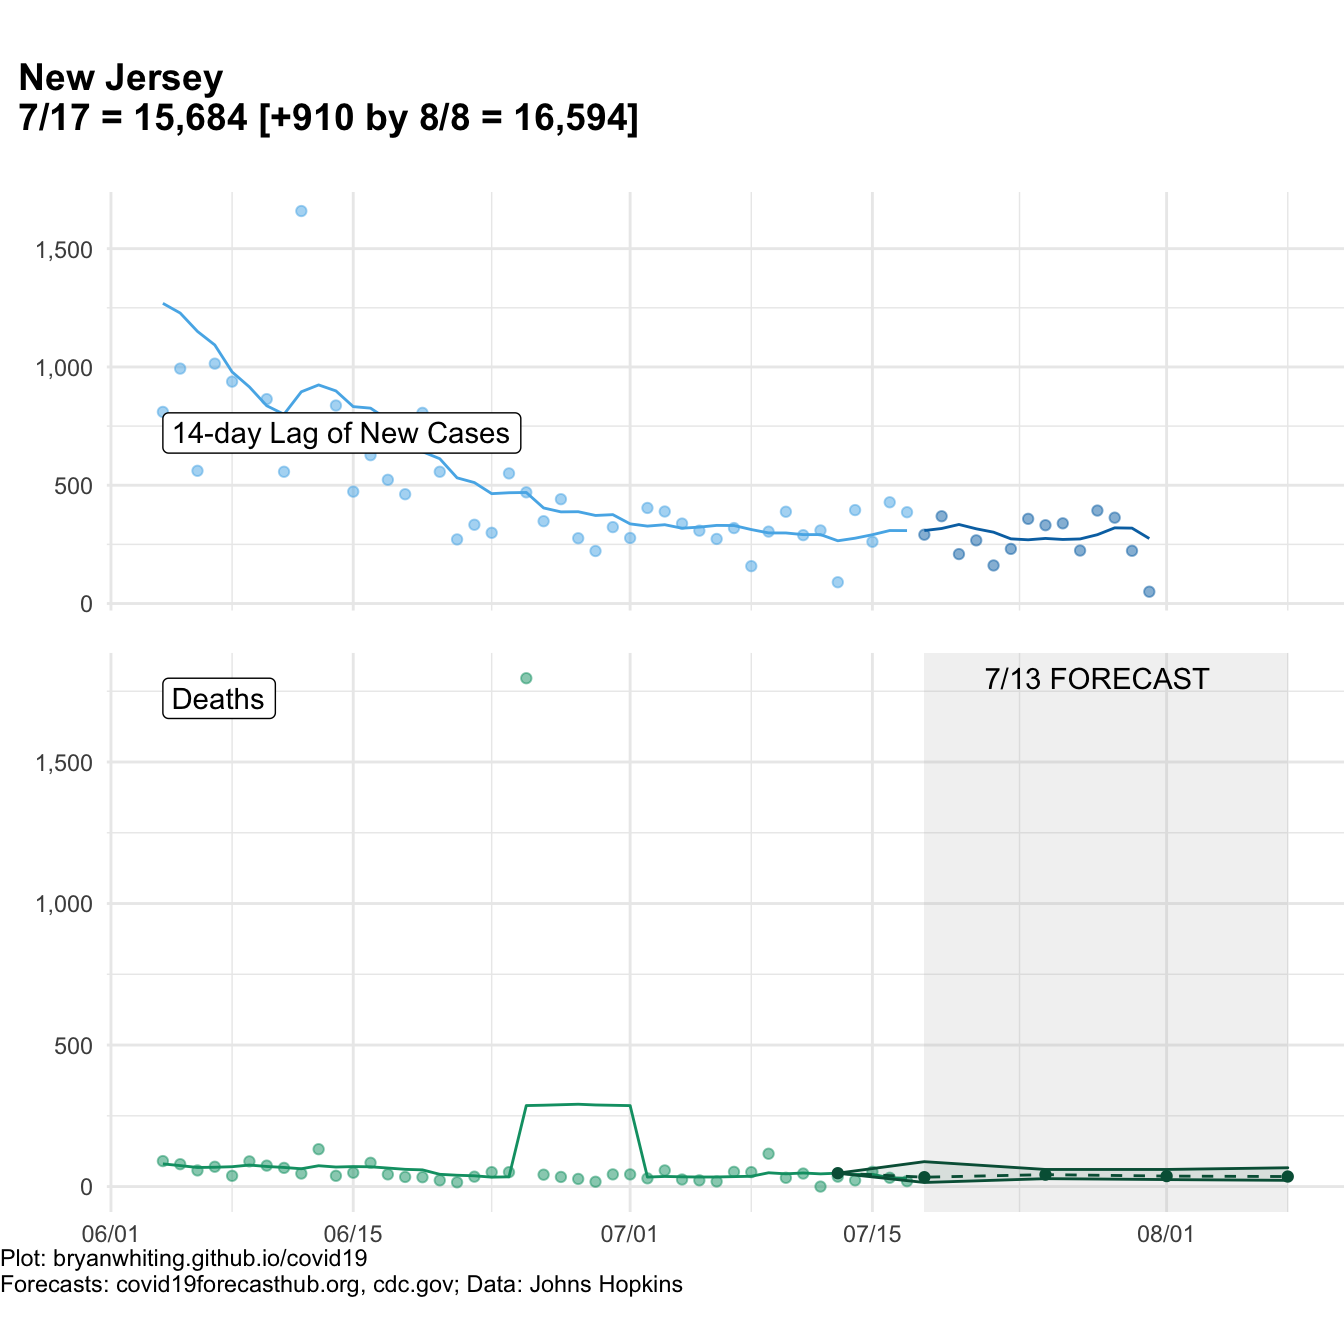 New Jersey
7/17 = 15,684 [+910 by 8/8 = 16,594]
1,500
1,000
500
0
14-day Lag of New Cases
Deaths
7/13 FORECAST
1,500
1,000
500
0
06/01 06/15 07/01 07/15 08/01
Plot: bryanwhiting.github.io/covid19
Forecasts: covid19forecasthub.org, cdc.gov; Data: Johns Hopkins